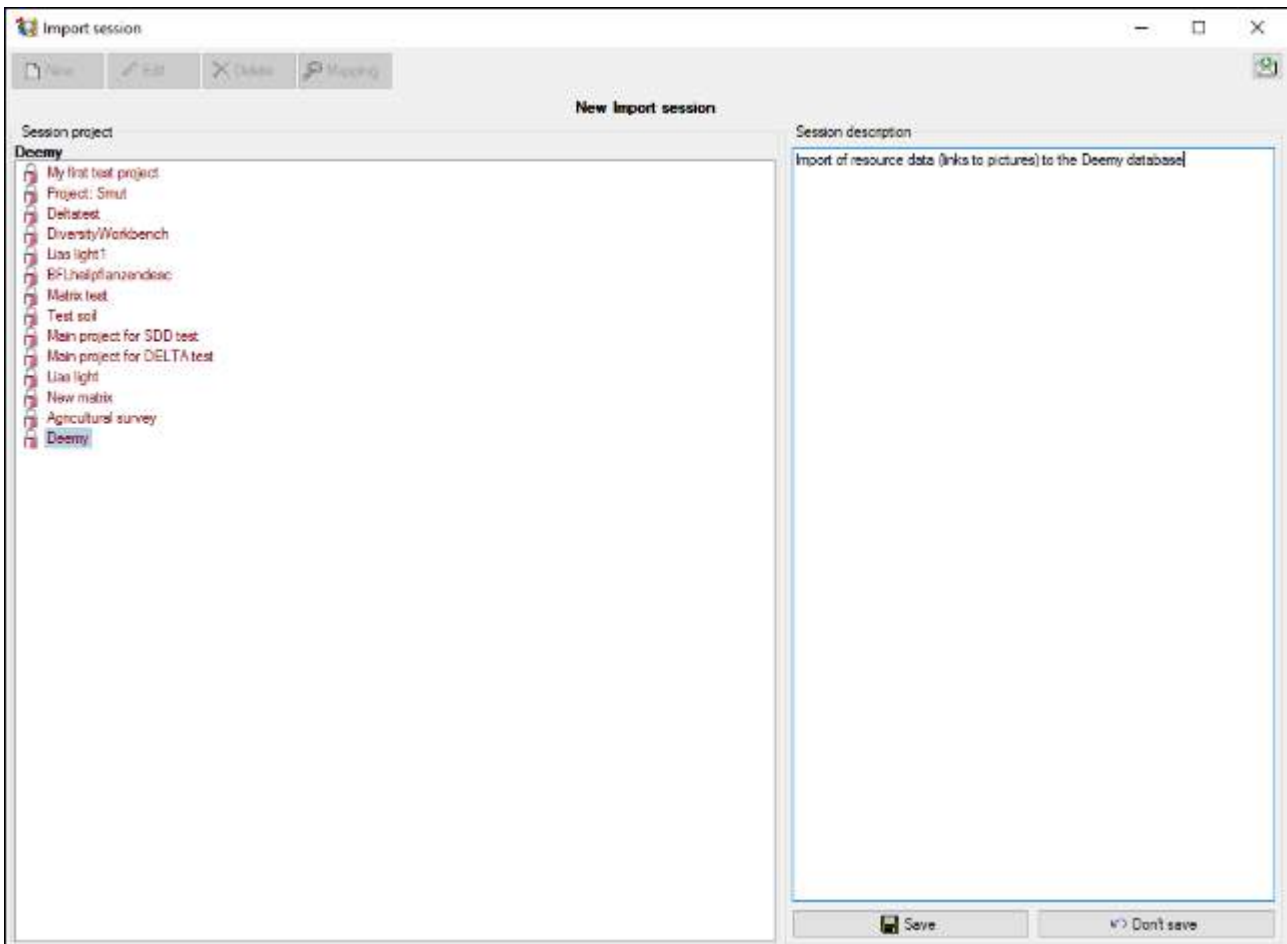 Import session
New Edit Delete Mapping
New Import session
Session project
Deemy
My first test project
Project: Smut
Deltatest
DiversityWorkbench
Lias light1
BFLheilpflanzendesc
Matrix test
Test soil
Main project for SDD test
Main project for DELTA test
Lias light
New matrix
Agricultural survey
Deemy
Session description
Import of resource data (links to pictures) to the Deemy database
Save Don't save